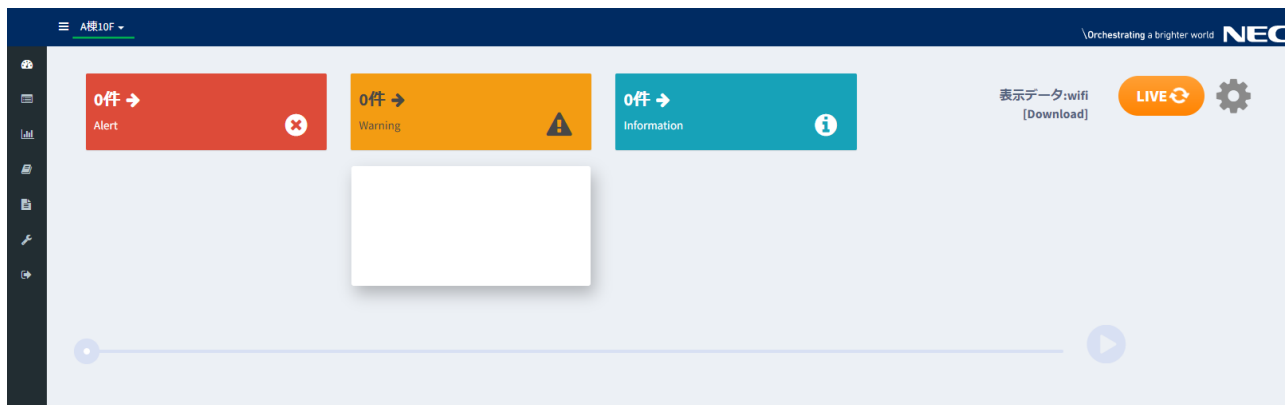 A棟10F
\Orchestrating a brighter world NEC
0件
Alert
0件
Warning
0件
Information
表示データ:wifi
[Download]
LIVE